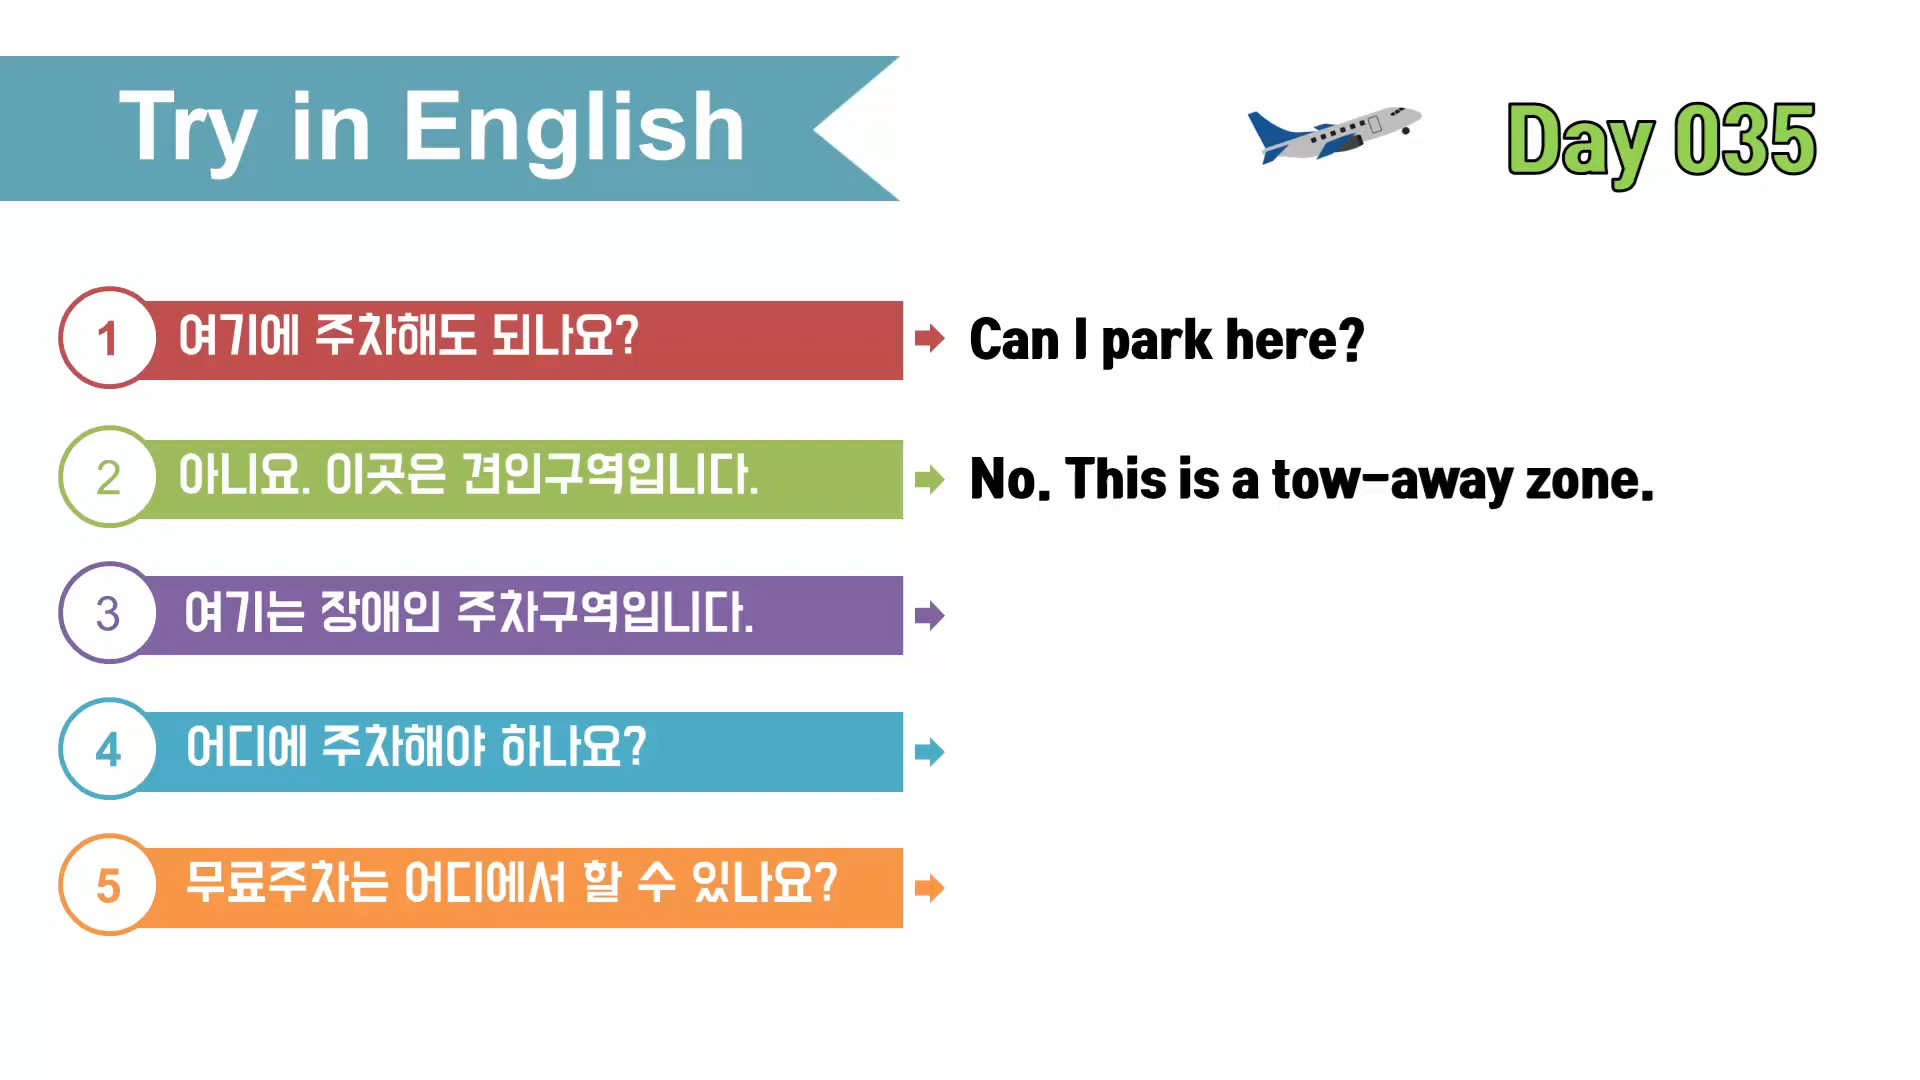 Try in English
Day 035
1 여기에 주차해도 되나요? Can I park here?
2 아니요. 이곳은 견인구역입니다. No. This is a tow-away zone.
3 여기는 장애인 주차구역입니다.
4 어디에 주차해야 하나요?
5 무료주차는 어디에서 할 수 있나요?